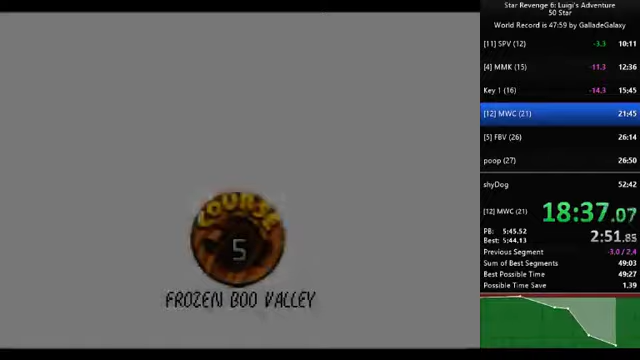 Star Revenge 6: Luigi's Adventure
50 Star
World Record is 47:59 by GalladeGalaxy
[11] SPV (12) -3.3 10:11
[4] MMK (15) -11.3 12:36
Key 1 (16) -14.3 15:45
[12] MWC (21) 21:45
[5] FBV (26) 26:14
poop (27) 26:50
shyDog 52:42
[12] MWC (21) 18:37.07
PB: 5:45.52
Best: 5:44.13
2:51.85
Previous Segment -3.0 / 2.4
Sum of Best Segments 49:03
Best Possible Time 49:27
Possible Time Save 1.39
COURSE
5
FROZEN BOO VALLEY